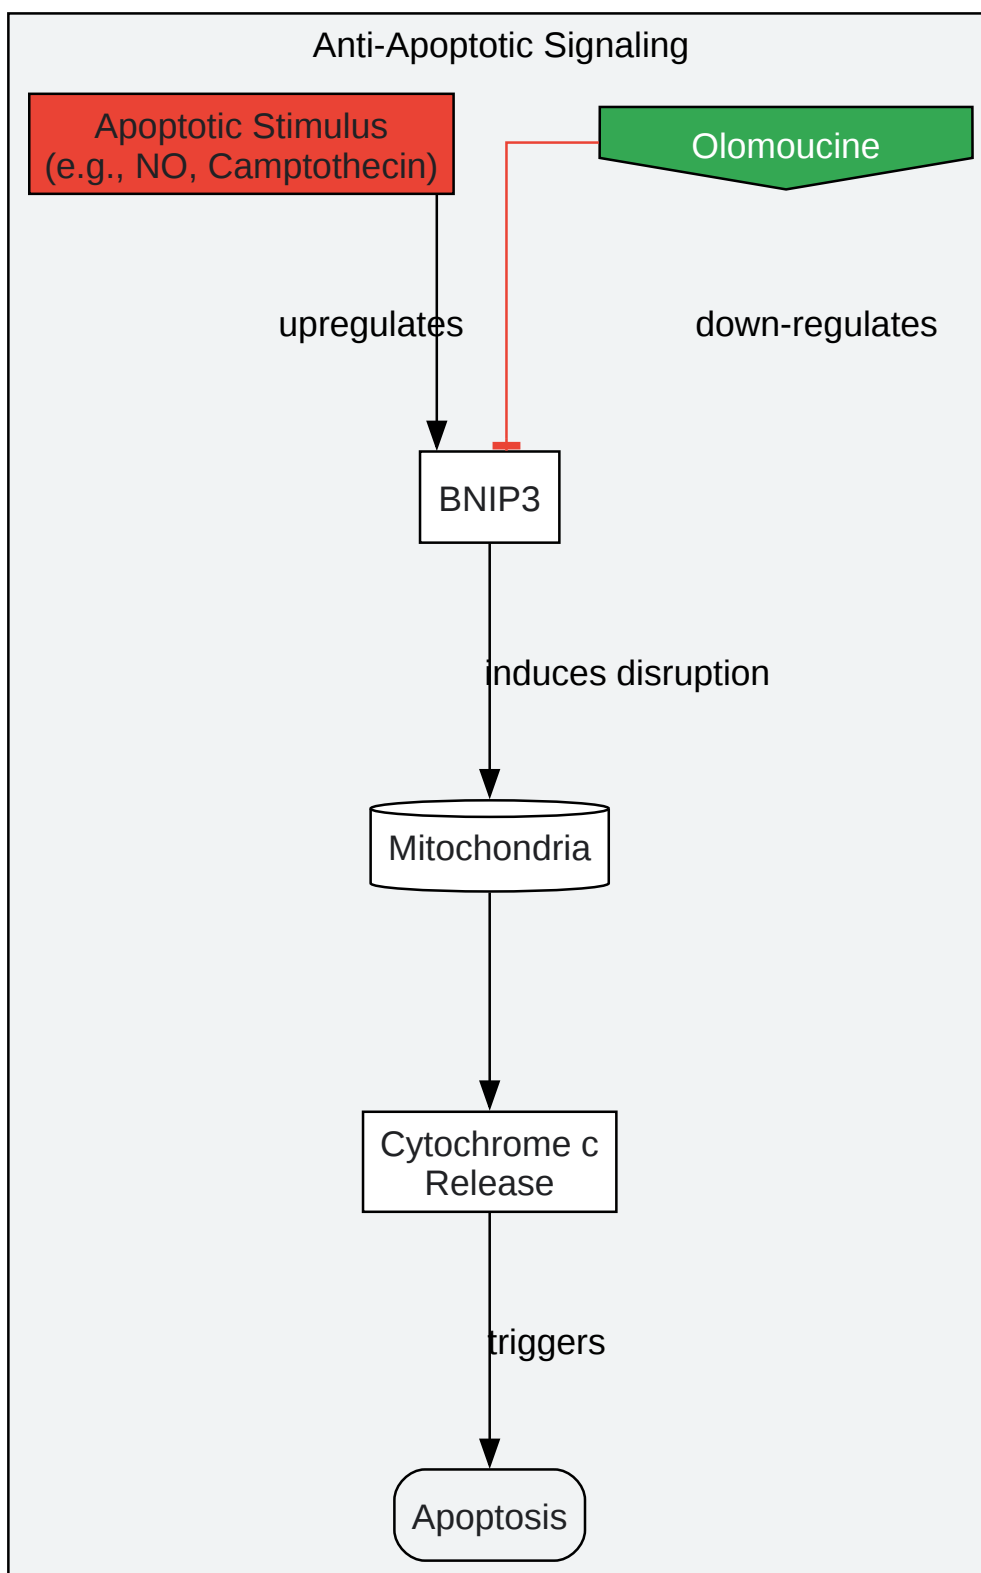 Anti-Apoptotic Signaling
Apoptotic Stimulus
(e.g., NO, Camptothecin)
Olomoucine
upregulates
down-regulates
BNIP3
induces disruption
Mitochondria
Cytochrome c
Release
triggers
Apoptosis